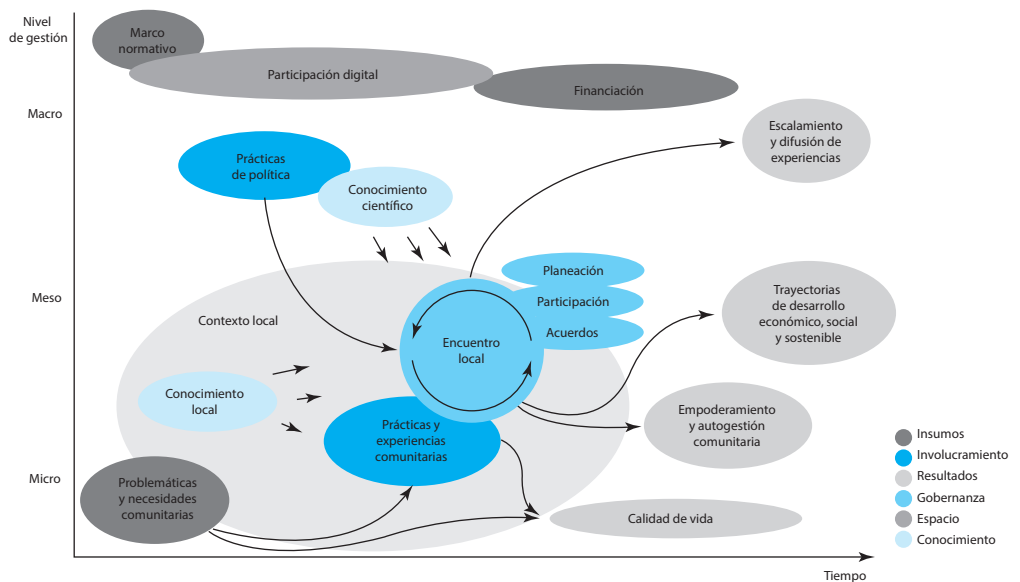 Nivel
de gestión
Marco
normativo
Participación digital
Financiación
Macro
Escalamiento
y difusión de
experiencias
Prácticas
de política
Conocimiento
científico
Planeación
Meso
Participación
Trayectorias
de desarrollo
económico, social
y sostenible
Contexto local
Acuerdos
Encuentro
local
Conocimiento
local
Prácticas y
experiencias
comunitarias
Empoderamiento
y autogestión
comunitaria
Micro
Problemáticas
y necesidades
comunitarias
Calidad de vida
Insumos
Involucramiento
Resultados
Gobernanza
Espacio
Conocimiento
Tiempo